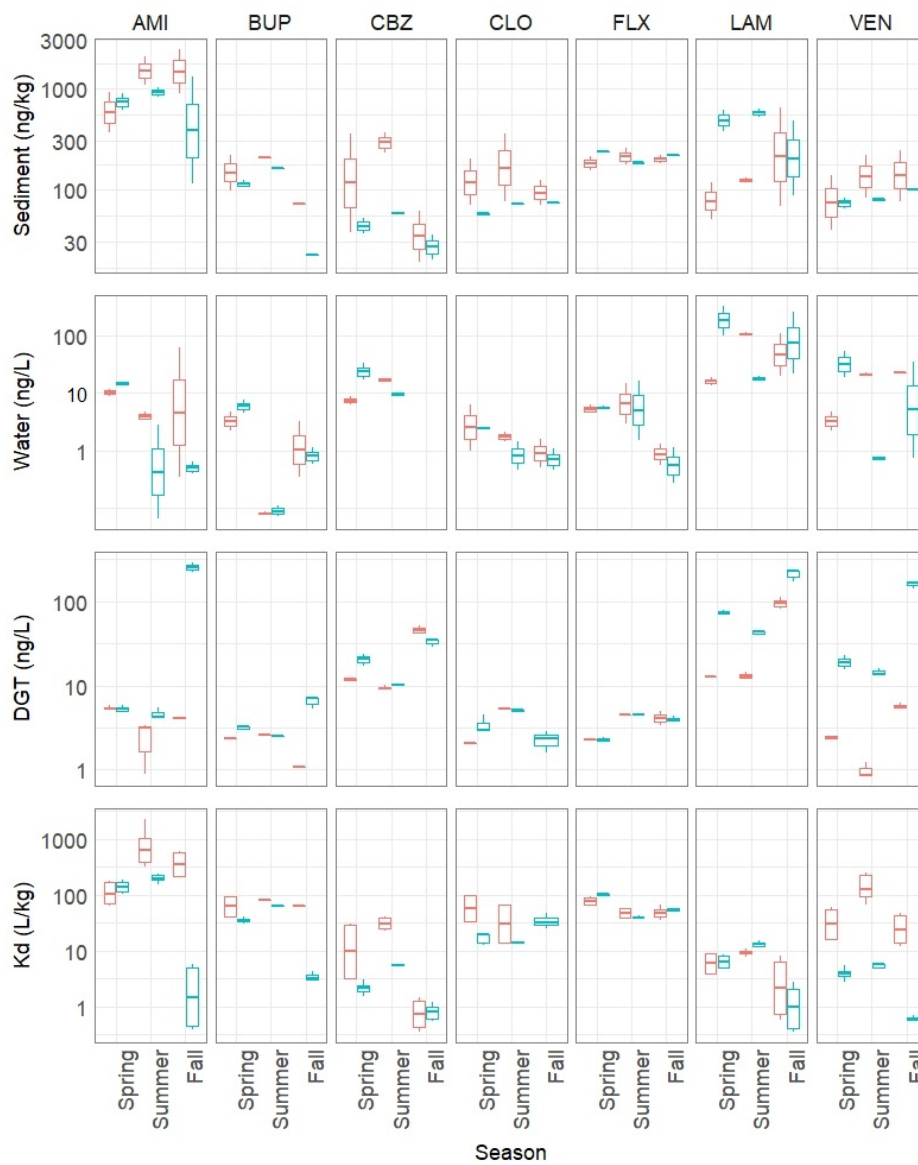 AMI BUP CBZ CLO FLX LAM VEN
Sediment (ng/kg)
3000
1000
300
100
30
Water (ng/L)
100
10
1
DGT (ng/L)
100
10
1
Kd (L/kg)
1000
100
10
1
Spring Summer Fall Spring Summer Fall Spring Summer Fall Spring Summer Fall Spring Summer Fall Spring Summer Fall Spring Summer Fall
Season